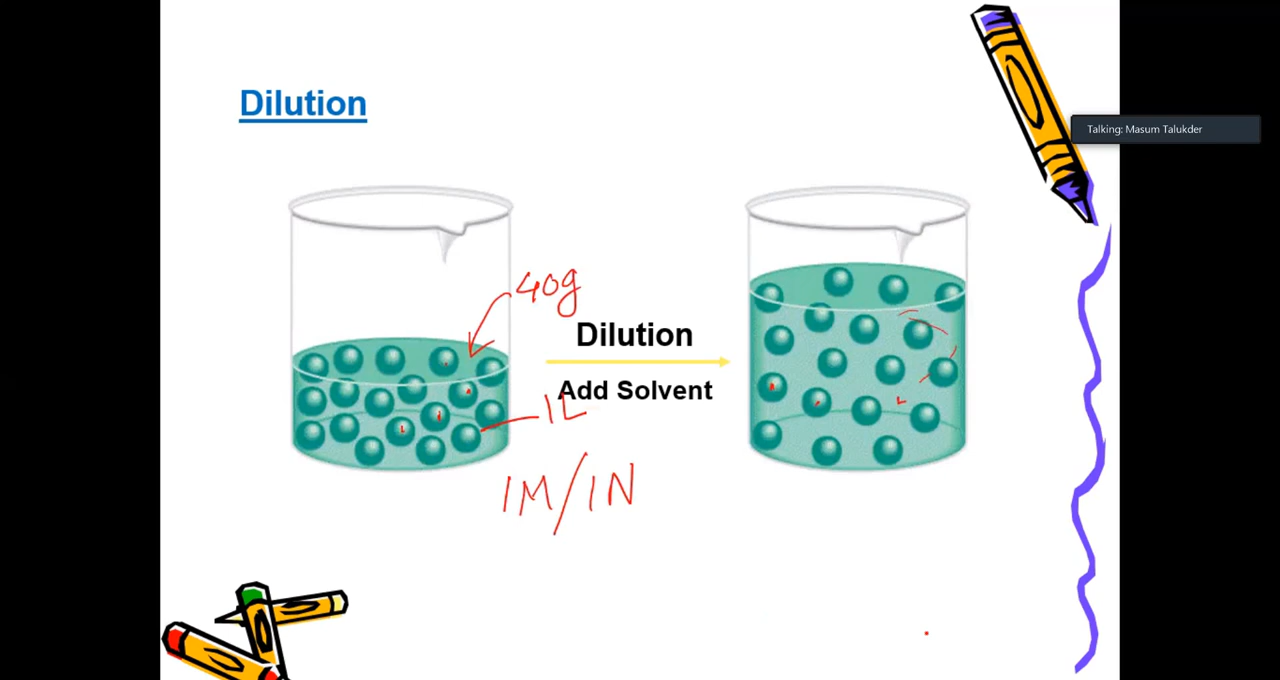 Dilution
Talking: Masum Talukder
40g
Dilution
Add Solvent
1L
1M/1N